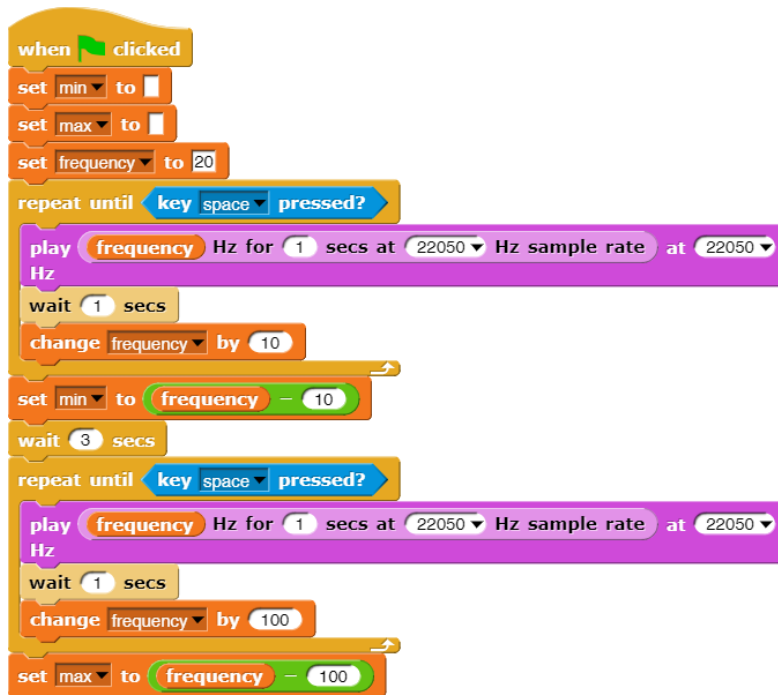 when clicked
set min to
set max to
set frequency to 20
repeat until key space pressed?
play frequency Hz for 1 secs at 22050 Hz sample rate at 22050
Hz
wait 1 secs
change frequency by 10
set min to frequency - 10
wait 3 secs
repeat until key space pressed?
play frequency Hz for 1 secs at 22050 Hz sample rate at 22050
Hz
wait 1 secs
change frequency by 100
set max to frequency - 100